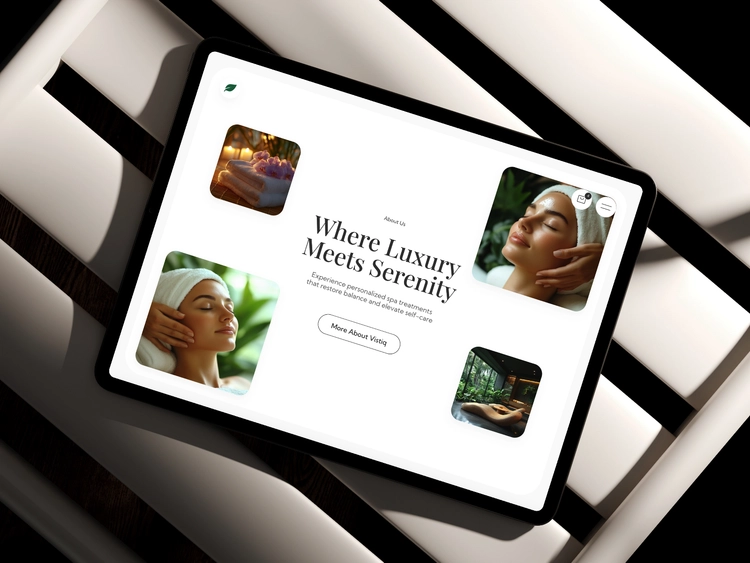 About Us
Where Luxury
Meets Serenity
Experience personalized spa treatments
that restore balance and elevate self-care
More About Vistiq